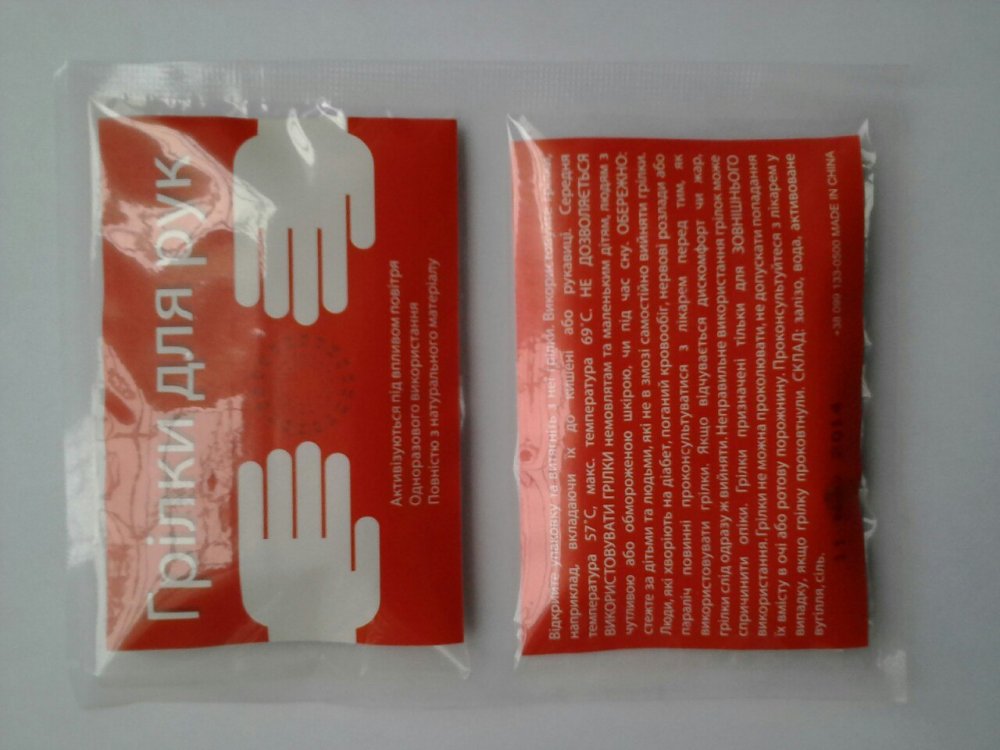 Грілки для рук
Активізуються під впливом повітря
Одноразового використання
Повністю з натурального матеріалу
Відкрийте упаковку та витягніть з неї грілки. Використовуйте грілки,
наприклад, вкладаючи їх до кишені або рукавиці. Середня
температура 57°С, макс. температура 69°С. НЕ ДОЗВОЛЯЄТЬСЯ
ВИКОРИСТОВУВАТИ ГРІЛКИ немовлятам та маленьким дітям, людям з
чутливою або обмороженою шкірою, чи під час сну. ОБЕРЕЖНО:
стежте за дітьми та людьми, які не в змозі самостійно вийняти грілки.
Люди, які хворіють на діабет, поганий кровообіг, нервові розлади або
параліч повинні проконсультуватися з лікарем перед тим, як
використовувати грілки. Якщо відчувається дискомфорт чи жар,
грілки слід одразу ж вийняти. Неправильне використання грілок може
спричинити опіки. Грілки призначені тільки для ЗОВНІШНЬОГО
використання. Грілки не можна проколювати, не допускати попадання
їх вмісту в очі або ротову порожнину. Проконсультуйтеся з лікарем у
випадку, якщо грілку проковтнули. СКЛАД: залізо, вода, активоване
вугілля, сіль.
MADE IN CHINA